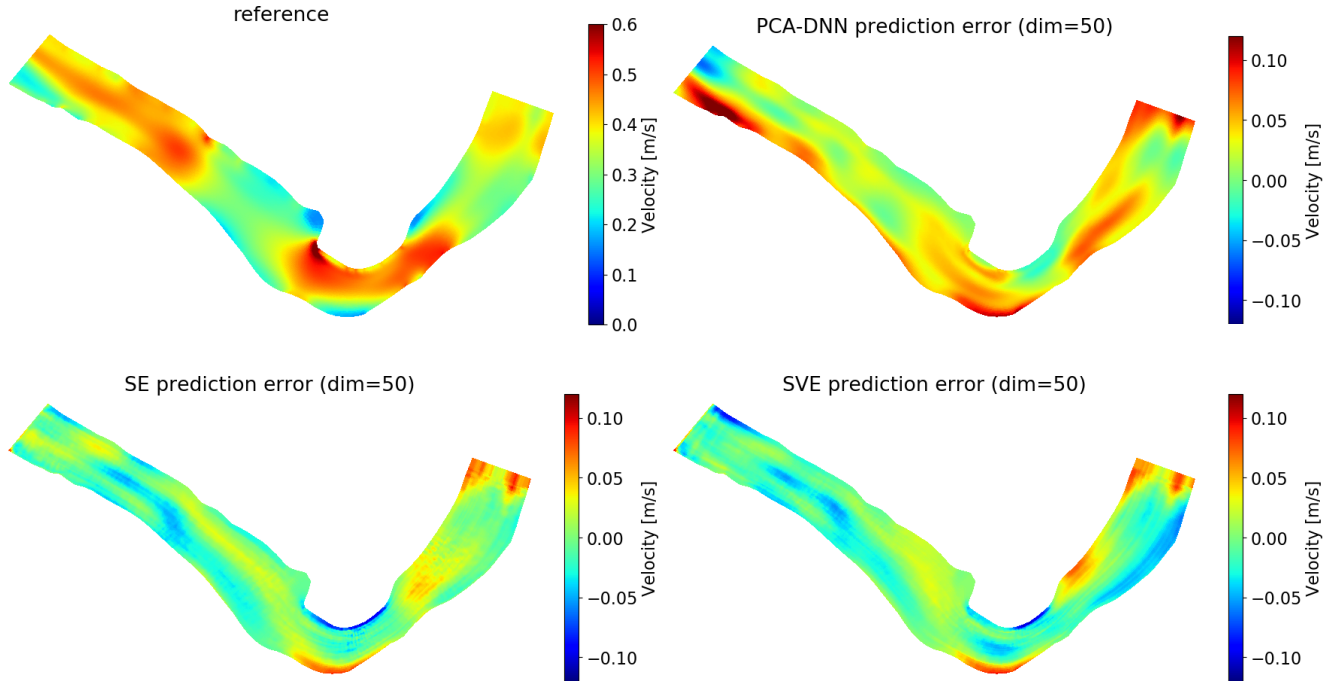 reference
0.6
0.5
0.4
0.3
0.2
0.1
0.0
Velocity [m/s]
PCA-DNN prediction error (dim=50)
0.10
0.05
0.00
−0.05
−0.10
Velocity [m/s]
SE prediction error (dim=50)
0.10
0.05
0.00
−0.05
−0.10
Velocity [m/s]
SVE prediction error (dim=50)
0.10
0.05
0.00
−0.05
−0.10
Velocity [m/s]